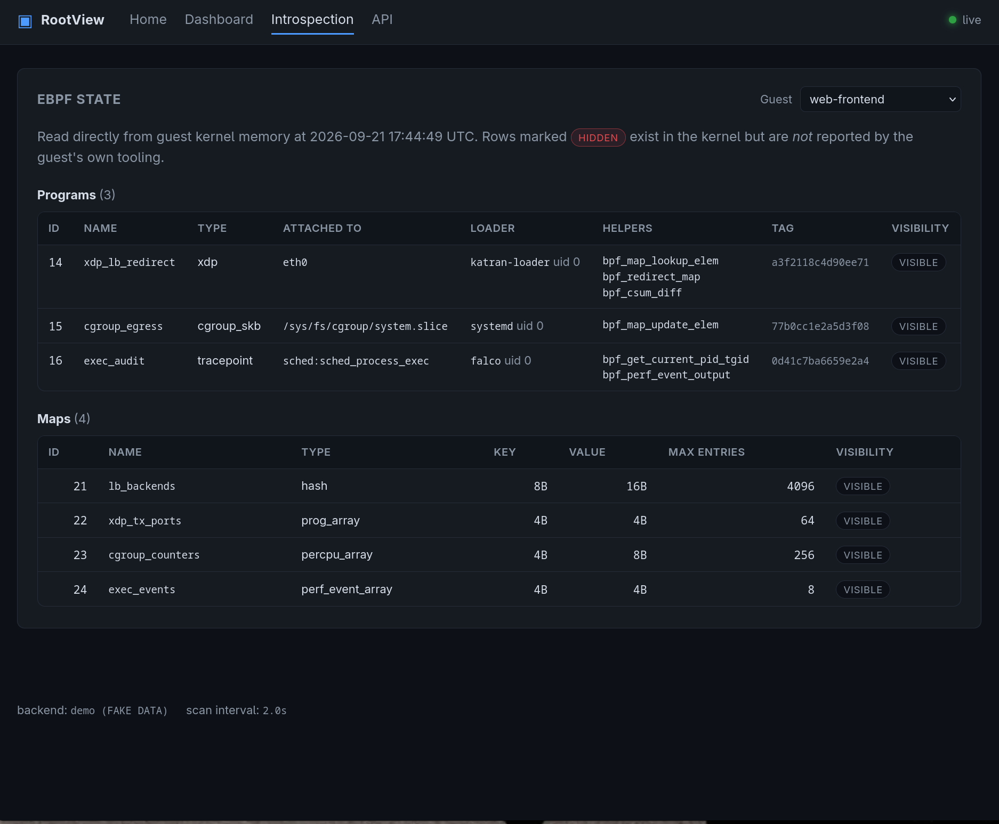 RootView Home Dashboard Introspection API live
EBPF STATE Guest web-frontend
Read directly from guest kernel memory at 2026-09-21 17:44:49 UTC. Rows marked HIDDEN exist in the kernel but are not reported by the
guest's own tooling.
Programs (3)
ID NAME TYPE ATTACHED TO LOADER HELPERS TAG VISIBILITY
14 xdp_lb_redirect xdp eth0 katran-loader uid 0 bpf_map_lookup_elem a3f2118c4d90ee71 VISIBLE
bpf_redirect_map
bpf_csum_diff
15 cgroup_egress cgroup_skb /sys/fs/cgroup/system.slice systemd uid 0 bpf_map_update_elem 77b0cc1e2a5d3f08 VISIBLE
16 exec_audit tracepoint sched:sched_process_exec falco uid 0 bpf_get_current_pid_tgid 0d41c7ba6659e2a4 VISIBLE
bpf_perf_event_output
Maps (4)
ID NAME TYPE KEY VALUE MAX ENTRIES VISIBILITY
21 lb_backends hash 8B 16B 4096 VISIBLE
22 xdp_tx_ports prog_array 4B 4B 64 VISIBLE
23 cgroup_counters percpu_array 4B 8B 256 VISIBLE
24 exec_events perf_event_array 4B 4B 8 VISIBLE
backend: demo (FAKE DATA) scan interval: 2.0s